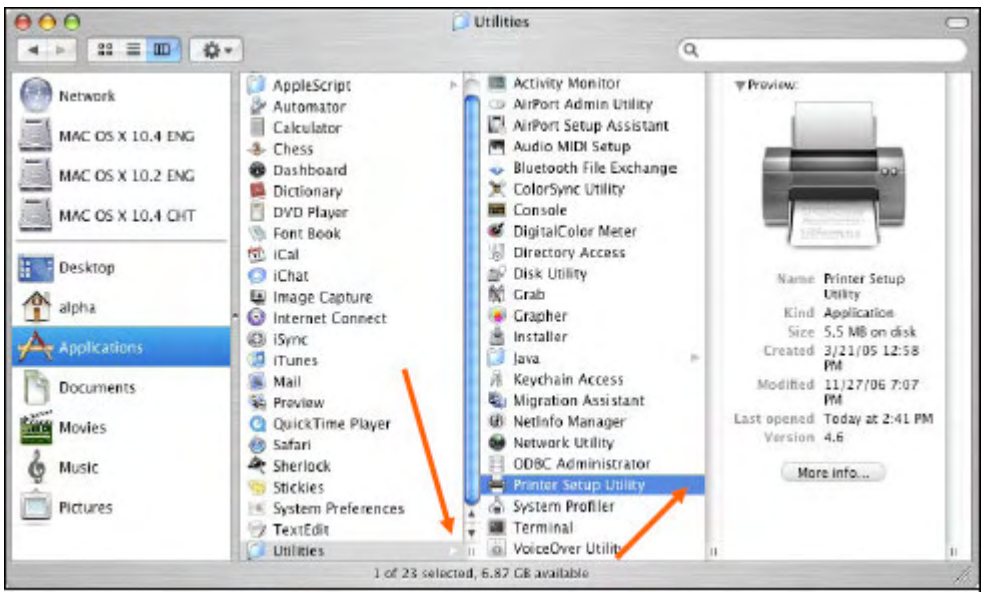 Utilities
Network
MAC OS X 10.4 ENG
MAC OS X 10.2 ENG
MAC OS X 10.4 CHT
Desktop
alpha
Applications
Documents
Movies
Music
Pictures
AppleScript
Automator
Calculator
Chess
Dashboard
Dictionary
DVD Player
Font Book
iCal
iChat
Image Capture
Internet Connect
iSync
iTunes
Mail
Preview
QuickTime Player
Safari
Sherlock
Stickies
System Preferences
TextEdit
Utilities
Activity Monitor
AirPort Admin Utility
AirPort Setup Assistant
Audio MIDI Setup
Bluetooth File Exchange
ColorSync Utility
Console
DigitalColor Meter
Directory Access
Disk Utility
Grab
Grapher
Installer
Java
Keychain Access
Migration Assistant
NetInfo Manager
Network Utility
ODBC Administrator
Printer Setup Utility
System Profiler
Terminal
VoiceOver Utility
Preview:
Name Printer Setup
Utility
Kind Application
Size 5.5 MB on disk
Created 3/21/05 12:58
PM
Modified 11/27/06 7:07
PM
Last opened Today at 2:41 PM
Version 4.6
More info...
1 of 23 selected, 6.87 GB available